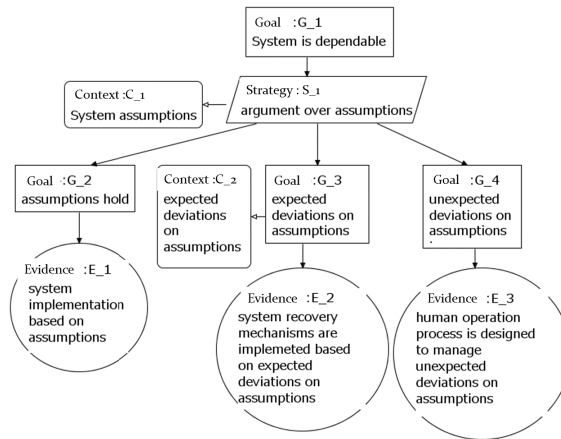 Goal :G_1
System is dependable
Context :C_1
System assumptions
Strategy : S_1
argument over assumptions
Goal :G_2
assumptions hold
Context :C_2
expected
deviations
on
assumptions
Goal :G_3
expected
deviations on
assumptions
Goal :G_4
unexpected
deviations on
assumptions
.
Evidence :E_1
system
implementation
based on
assumptions
Evidence :E_2
system recovery
mechanisms are
implemeted based
on expected
deviations on
assumptions
Evidence :E_3
human operation
process is designed
to manage
unexpected
deviations on
assumptions